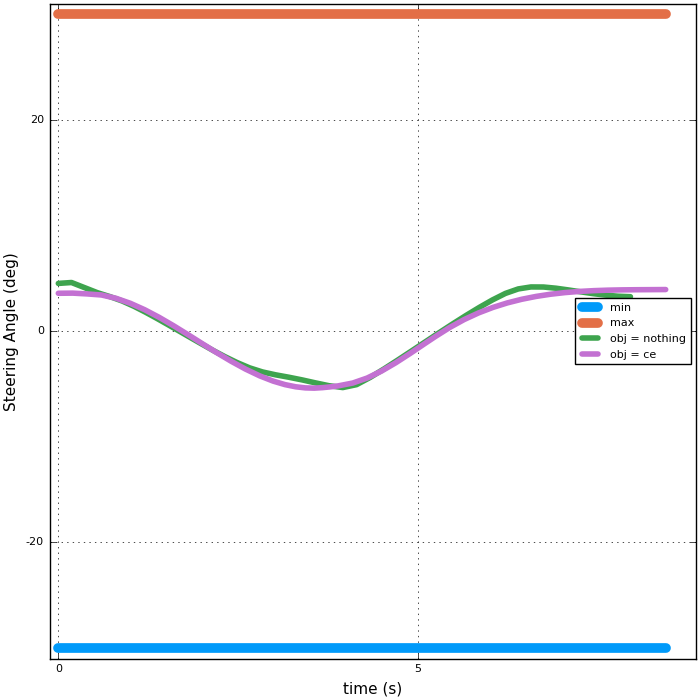 Steering Angle (deg)
20
0
-20
min
max
obj = nothing
obj = ce
0
5
time (s)